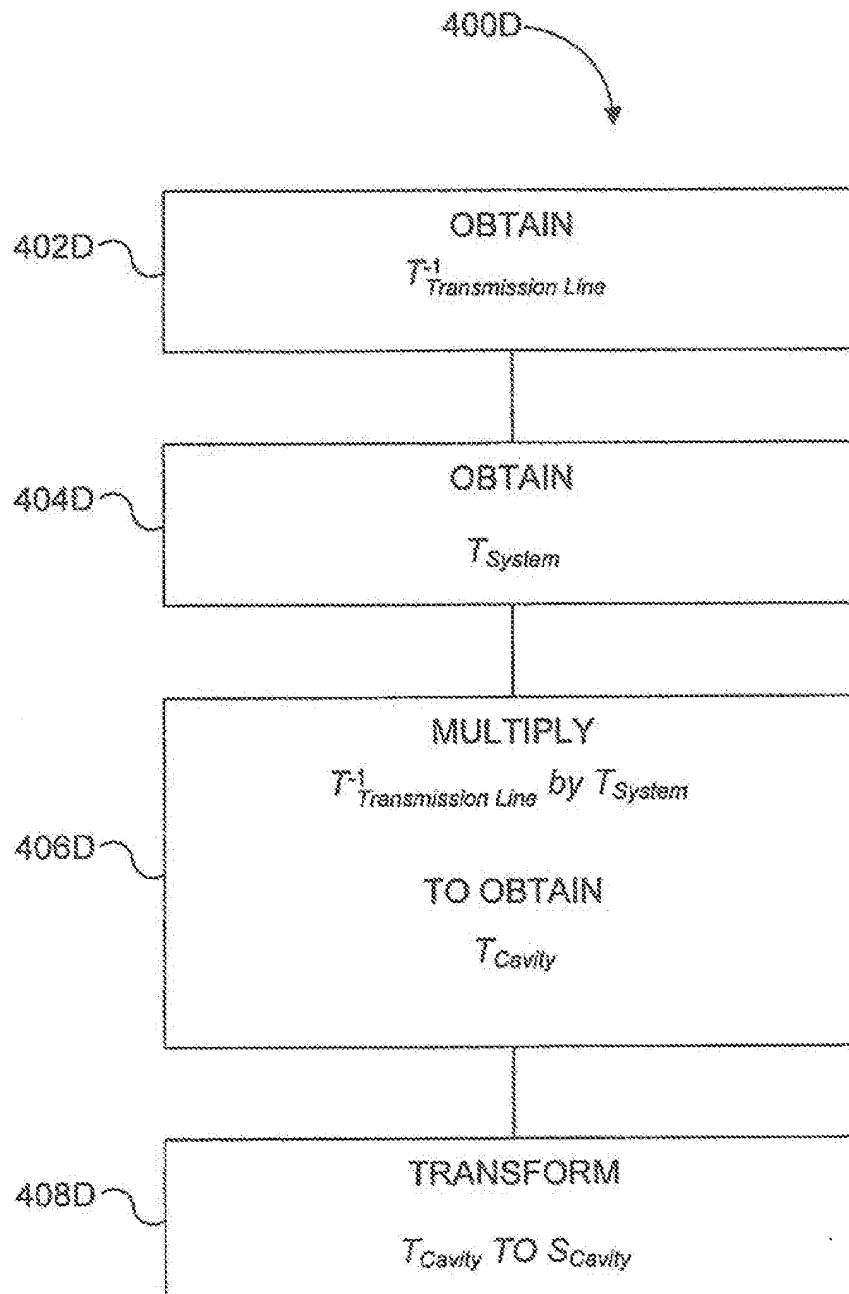 400D
402D
OBTAIN
T⁻¹Transmission Line
404D
OBTAIN
TSystem
406D
MULTIPLY
T⁻¹Transmission Line by TSystem
TO OBTAIN
TCavity
408D
TRANSFORM
TCavity TO SCavity